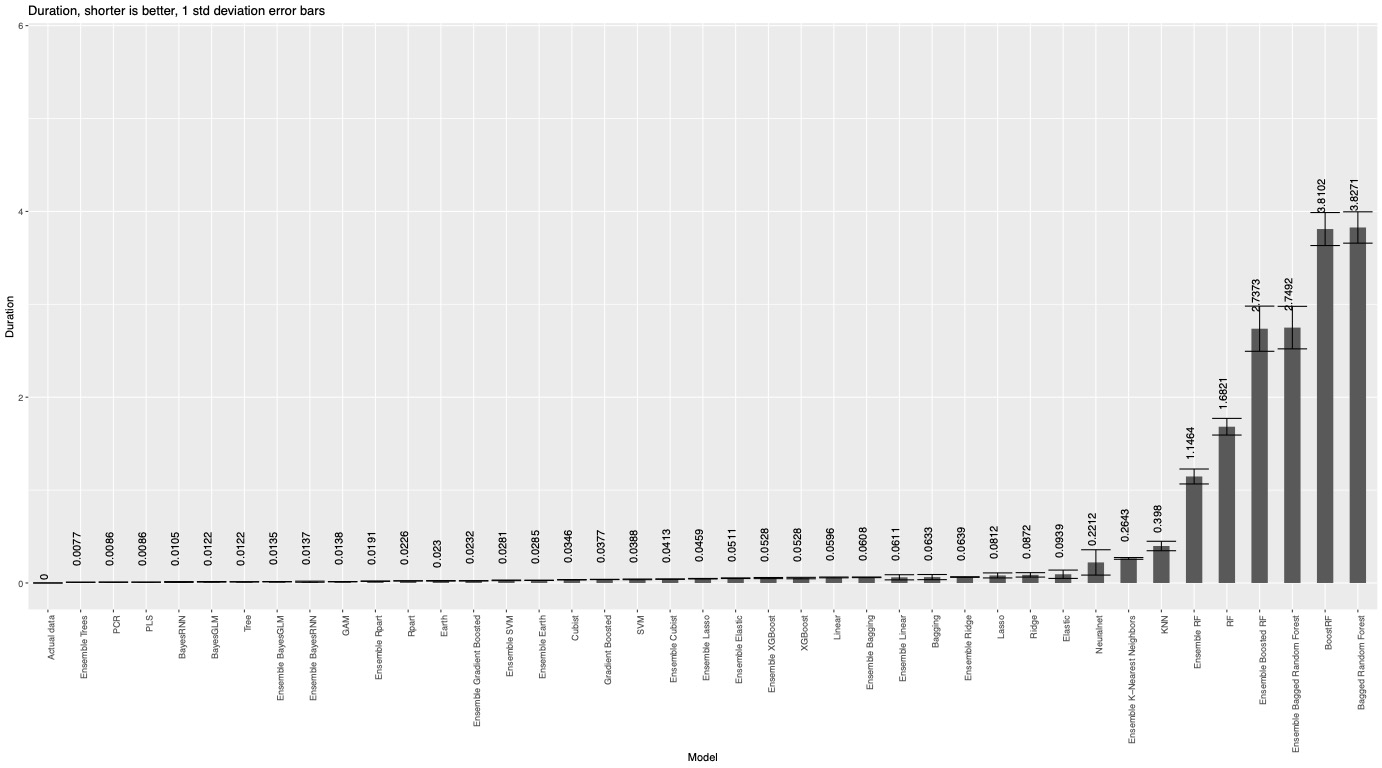 Duration, shorter is better, 1 std deviation error bars
Duration
6
4
2
0
0
0.0077
0.0086
0.0086
0.0105
0.0122
0.0122
0.0135
0.0137
0.0138
0.0191
0.0226
0.023
0.0232
0.0281
0.0285
0.0346
0.0377
0.0388
0.0413
0.0459
0.0511
0.0528
0.0528
0.0596
0.0608
0.0611
0.0633
0.0639
0.0812
0.0872
0.0939
0.2212
0.2643
0.398
1.1464
1.6821
2.7373
2.7492
3.8102
3.8271
Actual data
Ensemble Trees
PCR
PLS
BayesRNN
BayesGLM
Tree
Ensemble BayesGLM
Ensemble BayesRNN
GAM
Ensemble Rpart
Rpart
Earth
Ensemble Gradient Boosted
Ensemble SVM
Ensemble Earth
Cubist
Gradient Boosted
SVM
Ensemble Cubist
Ensemble Lasso
Ensemble Elastic
Ensemble XGBoost
XGBoost
Linear
Ensemble Bagging
Ensemble Linear
Bagging
Ensemble Ridge
Lasso
Ridge
Elastic
Neuralnet
Ensemble K−Nearest Neighbors
KNN
Ensemble RF
RF
Ensemble Boosted RF
Ensemble Bagged Random Forest
BoostRF
Bagged Random Forest
Model